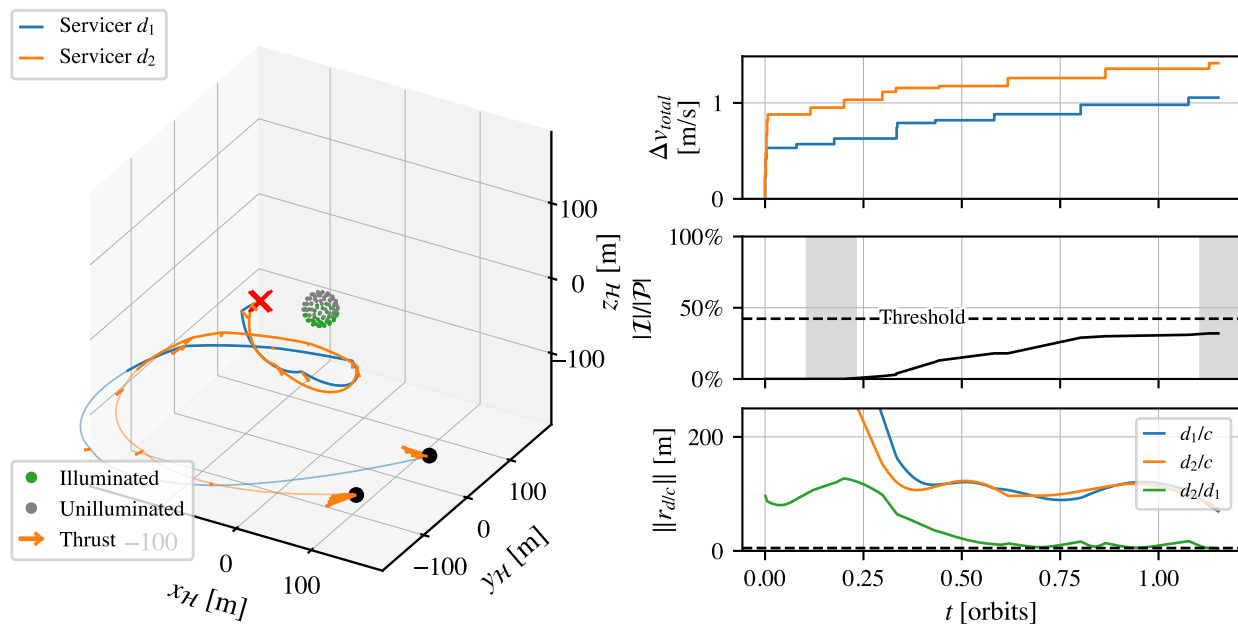 Servicer d₁
Servicer d₂
100
0
−100
z_ℋ [m]
100
0
−100
y_ℋ [m]
−100
0
100
x_ℋ [m]
Illuminated
Unilluminated
Thrust
1
0
Δv_total
[m/s]
100%
50%
0%
|ℐ|/|𝒫|
Threshold
200
0
||r_{d/c}|| [m]
d₁/c
d₂/c
d₂/d₁
0.00 0.25 0.50 0.75 1.00
t [orbits]